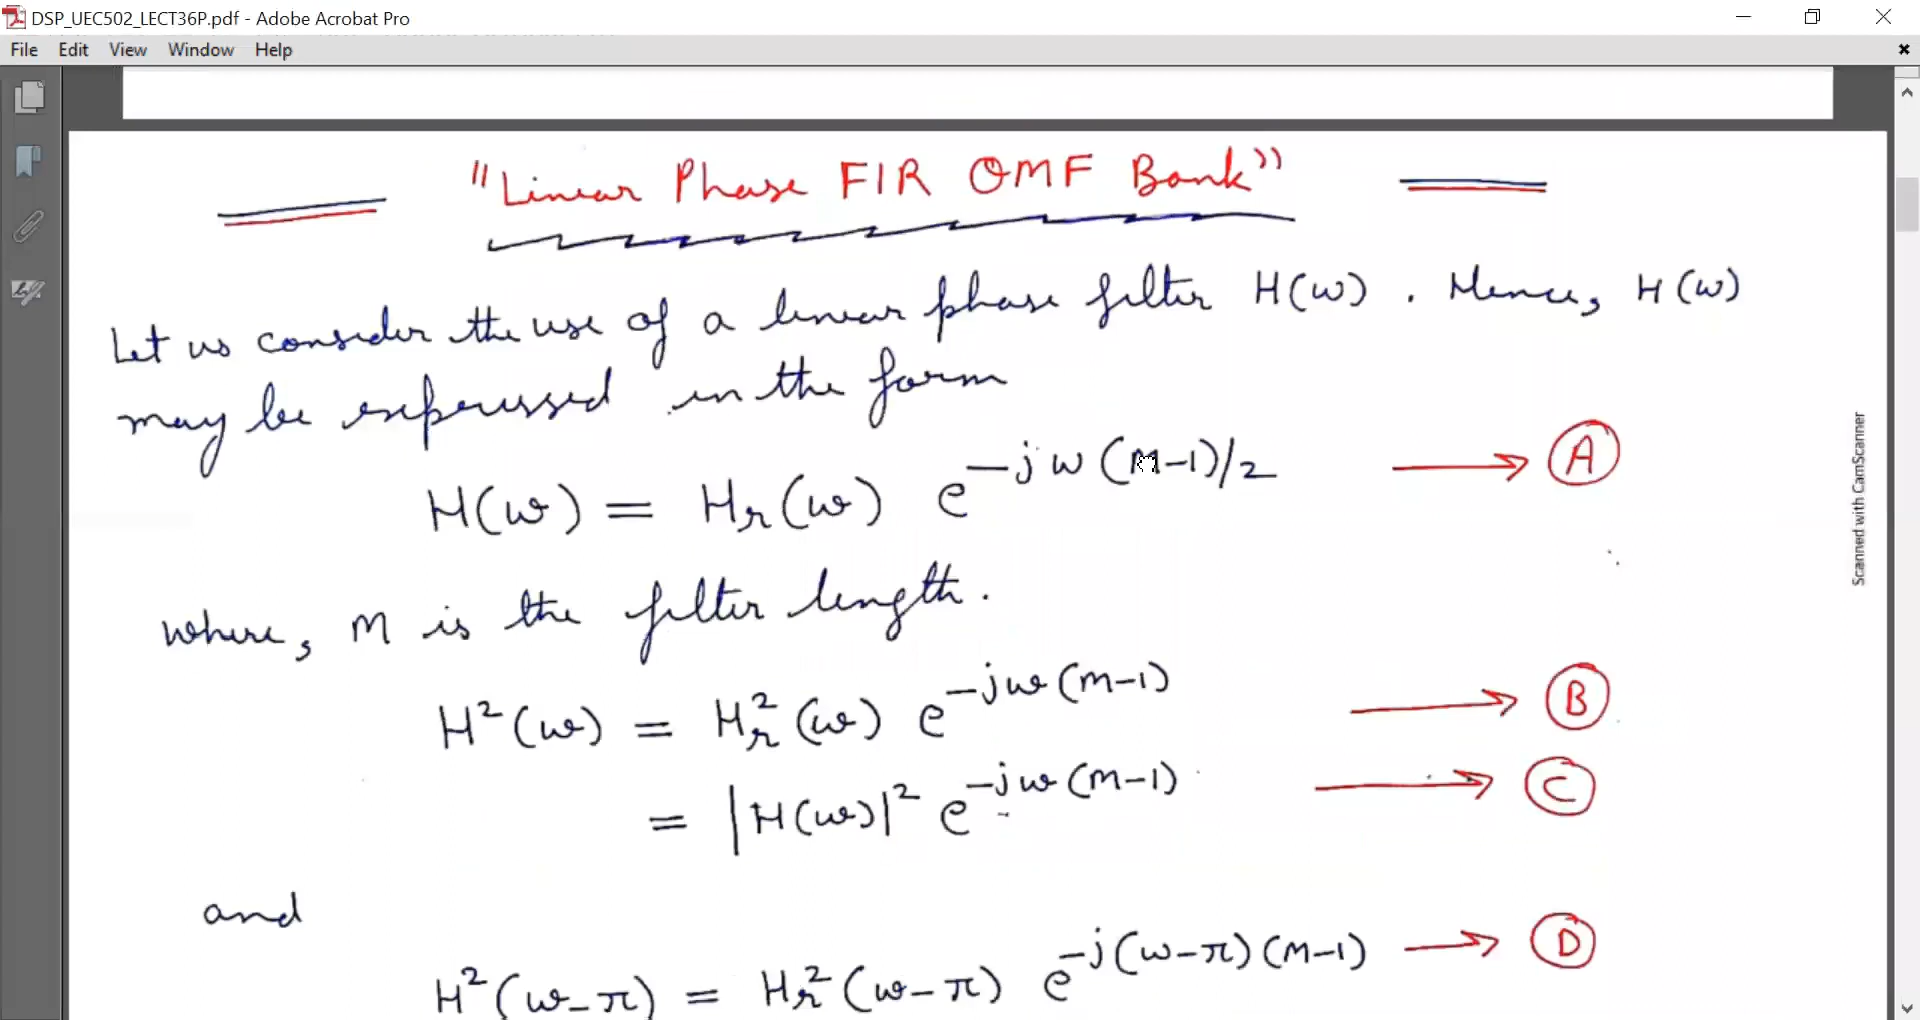 DSP_UEC502_LECT36P.pdf - Adobe Acrobat Pro
File Edit View Window Help
"Linear Phase FIR QMF Bank"
Let us consider the use of a linear phase filter H(ω). Hence, H(ω)
may be expressed in the form
H(ω) = Hr(ω) e^{-jω(M-1)/2} → (A)
where, M is the filter length.
H²(ω) = Hr²(ω) e^{-jω(M-1)} → (B)
= |H(ω)|² e^{-jω(M-1)} → (C)
and
H²(ω-π) = Hr²(ω-π) e^{-j(ω-π)(M-1)} → (D)
Scanned with CamScanner